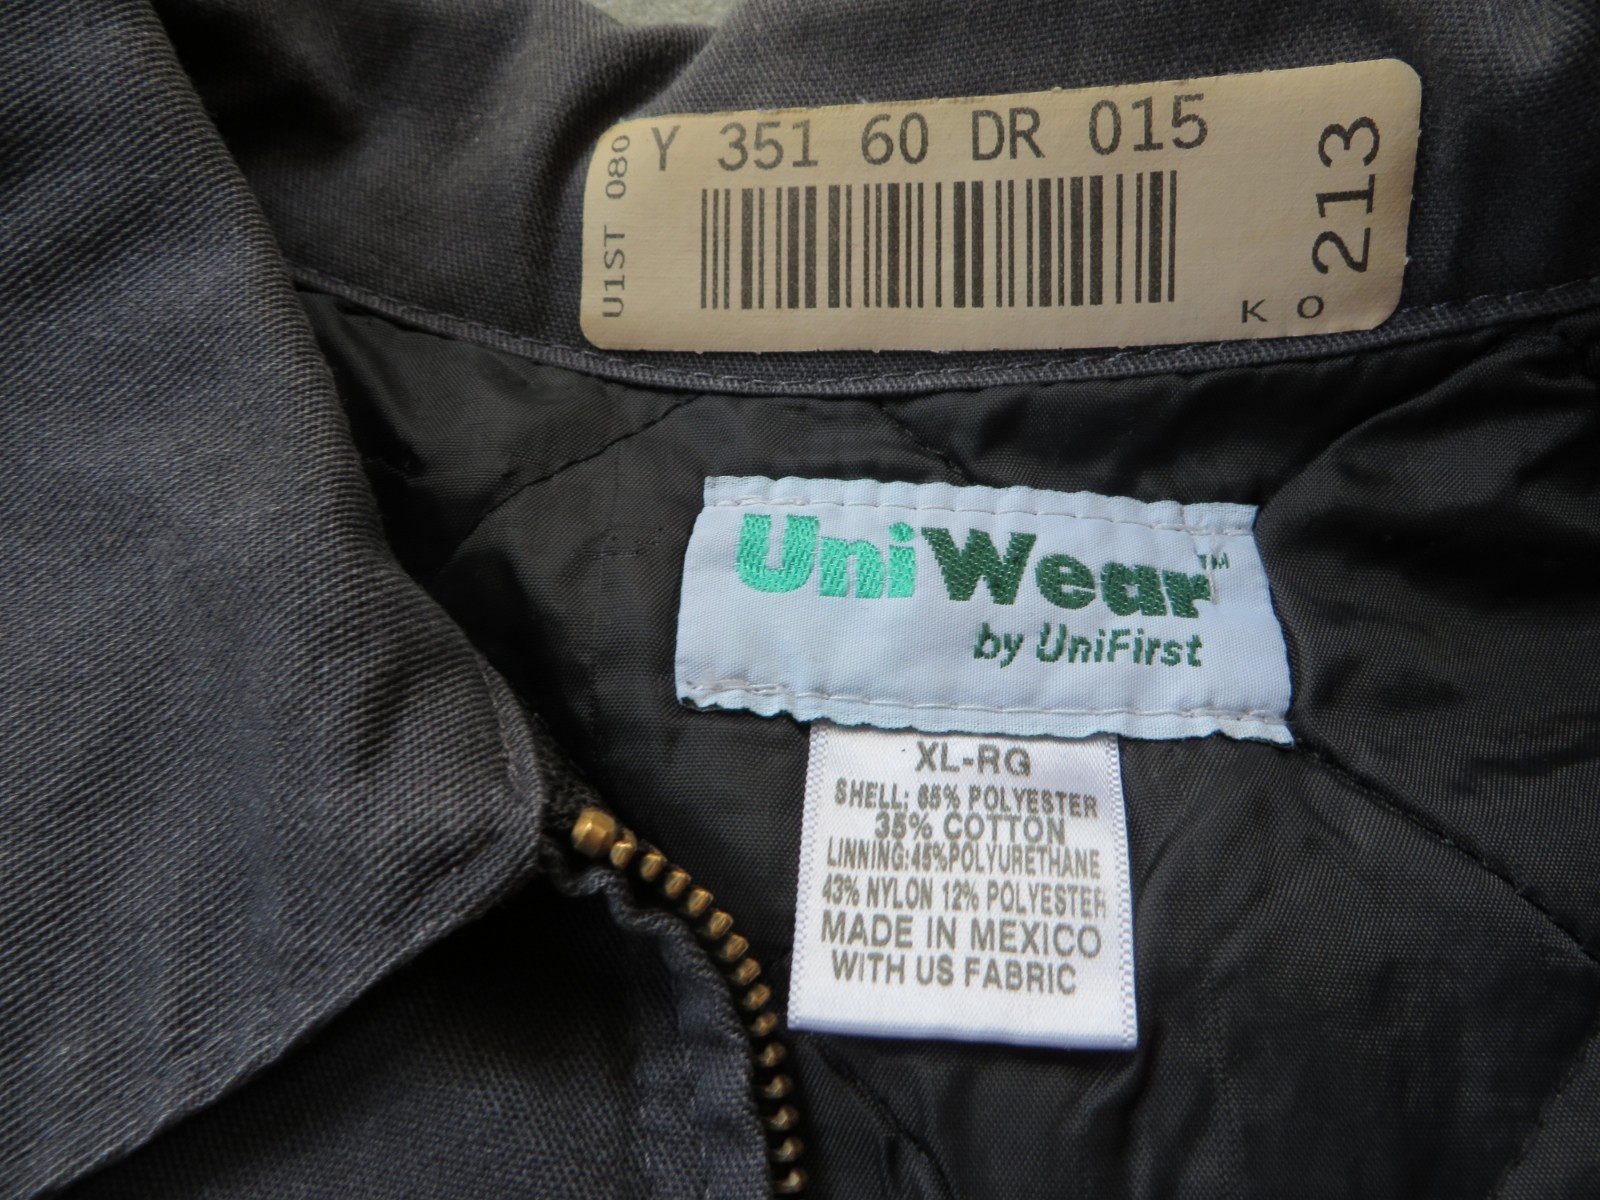 Y 351 60 DR 015
U1ST 080
K 0 213
UniWear™
by UniFirst
XL-RG
SHELL: 65% POLYESTER
35% COTTON
LINNING:45%POLYURETHANE
43% NYLON 12% POLYESTER
MADE IN MEXICO
WITH US FABRIC